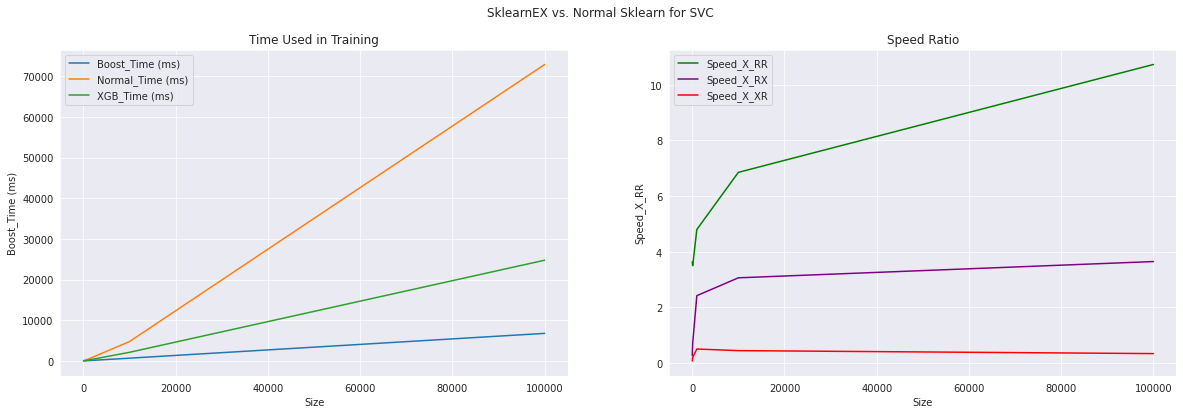 SklearnEX vs. Normal Sklearn for SVC
Time Used in Training
Boost_Time (ms)
Normal_Time (ms)
XGB_Time (ms)
70000
60000
50000
40000
30000
20000
10000
0
Boost_Time (ms)
0 20000 40000 60000 80000 100000
Size
Speed Ratio
Speed_X_RR
Speed_X_RX
Speed_X_XR
10
8
6
4
2
0
Speed_X_RR
0 20000 40000 60000 80000 100000
Size